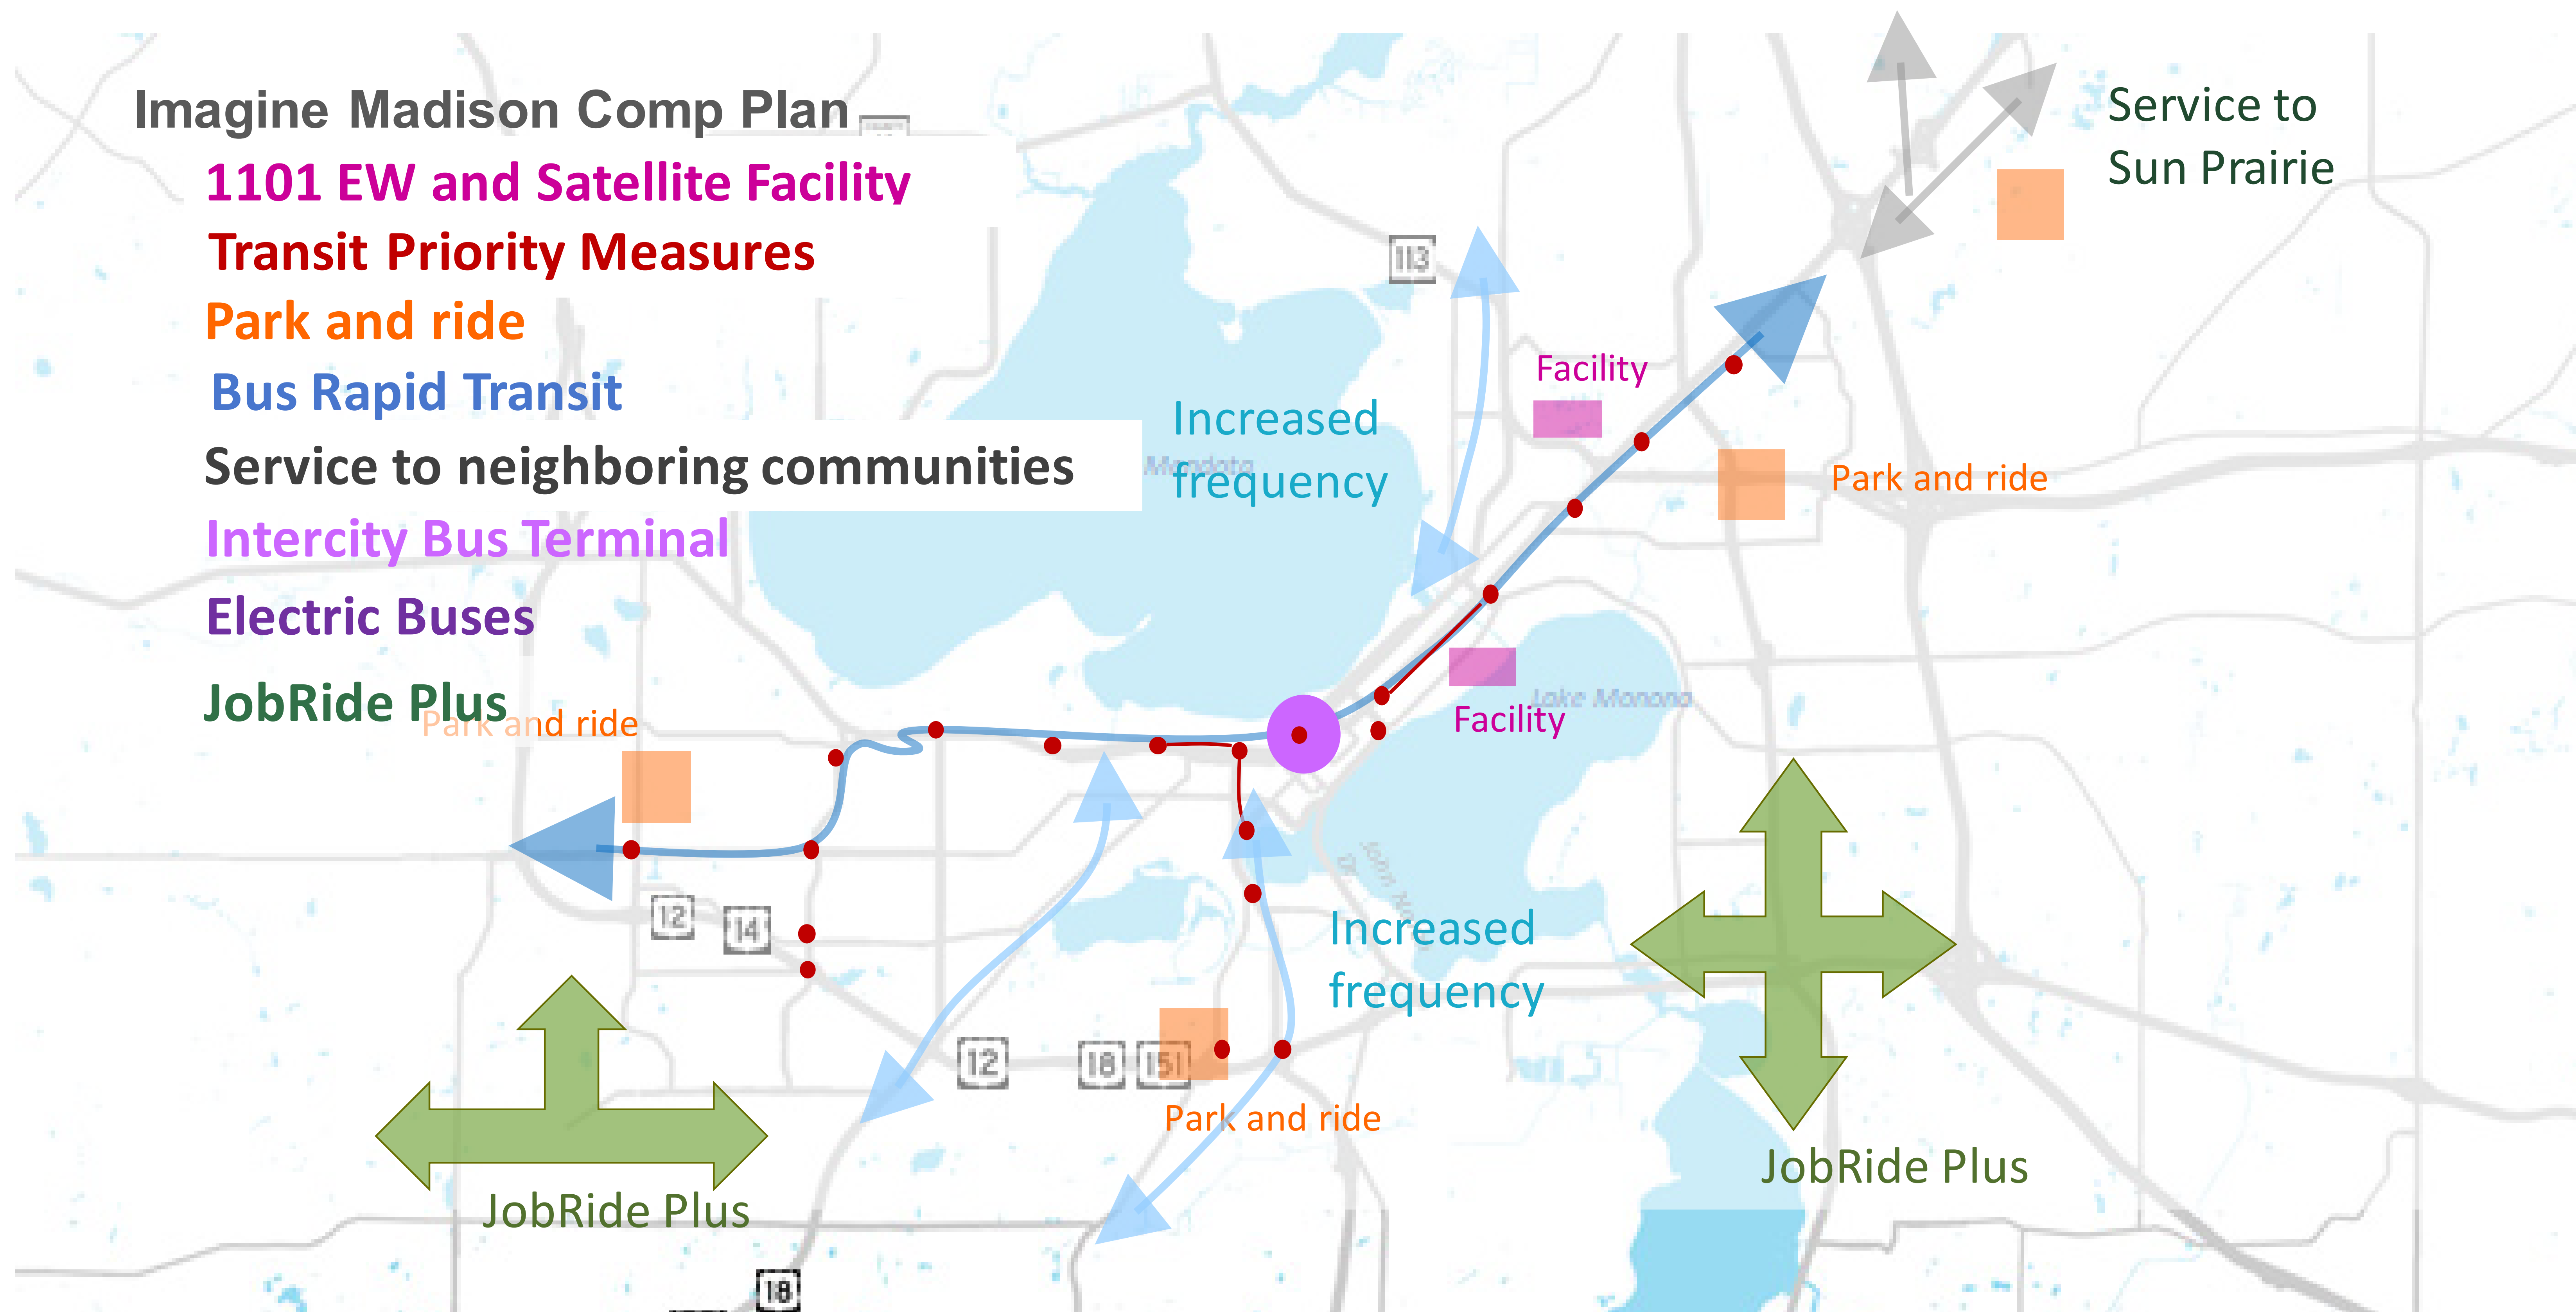 Imagine Madison Comp Plan
1101 EW and Satellite Facility
Transit Priority Measures
Park and ride
Bus Rapid Transit
Service to neighboring communities
Intercity Bus Terminal
Electric Buses
JobRide Plus
Park and ride
Service to
Sun Prairie
113
Facility
Increased
frequency
Mendota
Park and ride
Facility
Lake Monona
12
14
Increased
frequency
John
12
18
151
Park and ride
JobRide Plus
JobRide Plus
18